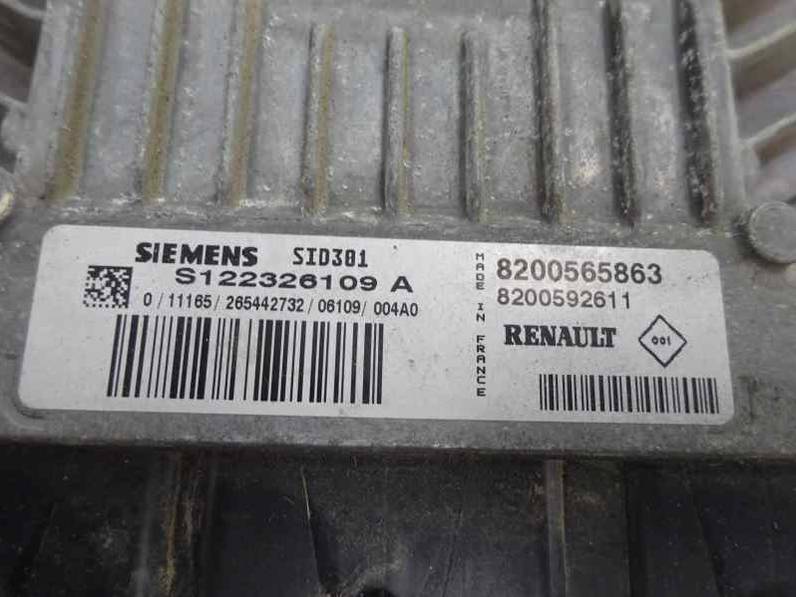 SIEMENS SID301
S122326109 A
0 / 11165 / 265442732 / 06109 / 004A0
MADE IN FRANCE
8200565863
8200592611
RENAULT 001